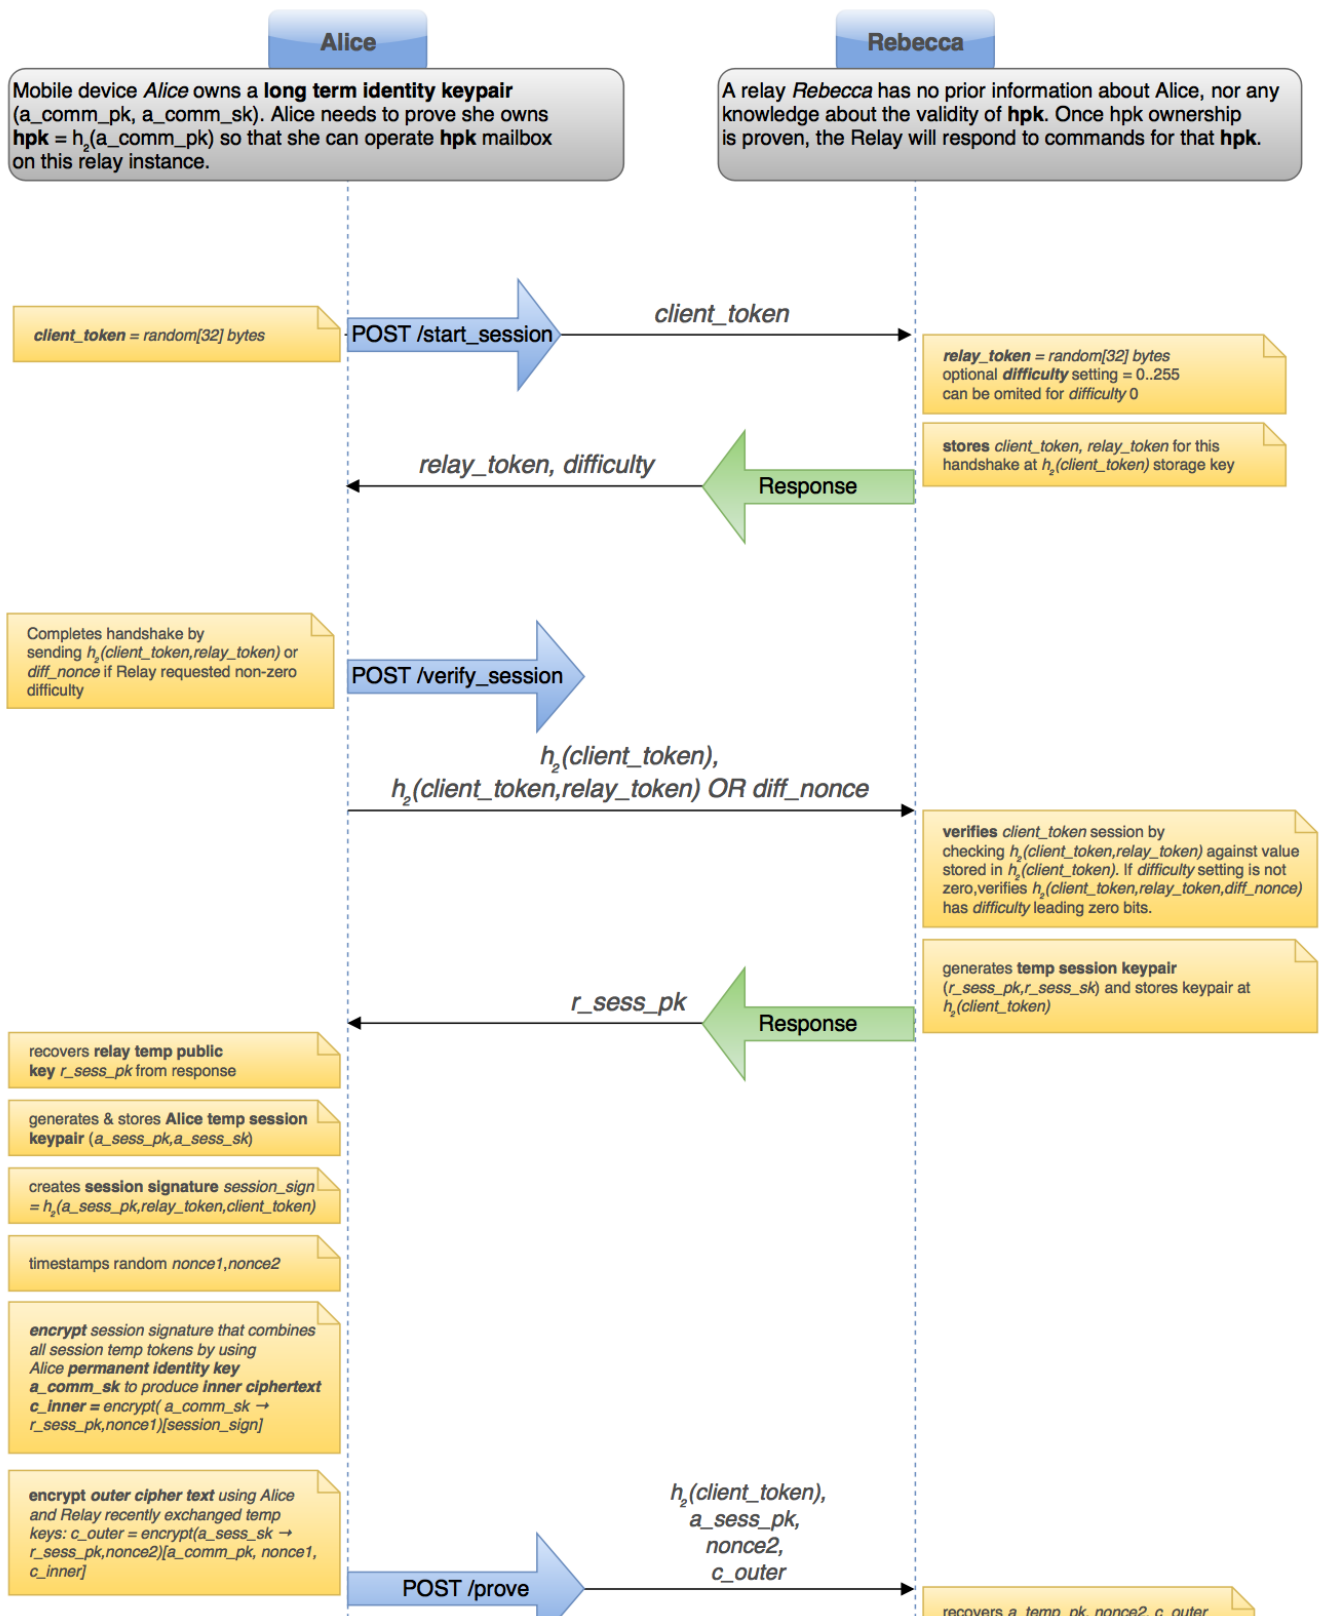 Alice
Rebecca
Mobile device Alice owns a long term identity keypair
(a_comm_pk, a_comm_sk). Alice needs to prove she owns
hpk = h₂(a_comm_pk) so that she can operate hpk mailbox
on this relay instance.
A relay Rebecca has no prior information about Alice, nor any
knowledge about the validity of hpk. Once hpk ownership
is proven, the Relay will respond to commands for that hpk.
client_token = random[32] bytes
POST /start_session
client_token
relay_token = random[32] bytes
optional difficulty setting = 0..255
can be omited for difficulty 0
stores client_token, relay_token for this
handshake at h₂(client_token) storage key
relay_token, difficulty
Response
Completes handshake by
sending h₂(client_token,relay_token) or
diff_nonce if Relay requested non-zero
difficulty
POST /verify_session
h₂(client_token),
h₂(client_token,relay_token) OR diff_nonce
verifies client_token session by
checking h₂(client_token,relay_token) against value
stored in h₂(client_token). If difficulty setting is not
zero,verifies h₂(client_token,relay_token,diff_nonce)
has difficulty leading zero bits.
generates temp session keypair
(r_sess_pk,r_sess_sk) and stores keypair at
h₂(client_token)
r_sess_pk
Response
recovers relay temp public
key r_sess_pk from response
generates & stores Alice temp session
keypair (a_sess_pk,a_sess_sk)
creates session signature session_sign
= h₂(a_sess_pk,relay_token,client_token)
timestamps random nonce1,nonce2
encrypt session signature that combines
all session temp tokens by using
Alice permanent identity key
a_comm_sk to produce inner ciphertext
c_inner = encrypt( a_comm_sk →
r_sess_pk,nonce1)[session_sign]
encrypt outer cipher text using Alice
and Relay recently exchanged temp
keys: c_outer = encrypt(a_sess_sk →
r_sess_pk,nonce2)[a_comm_pk, nonce1,
c_inner]
POST /prove
h₂(client_token),
a_sess_pk,
nonce2,
c_outer
recovers a_temp_pk, nonce2, c_outer